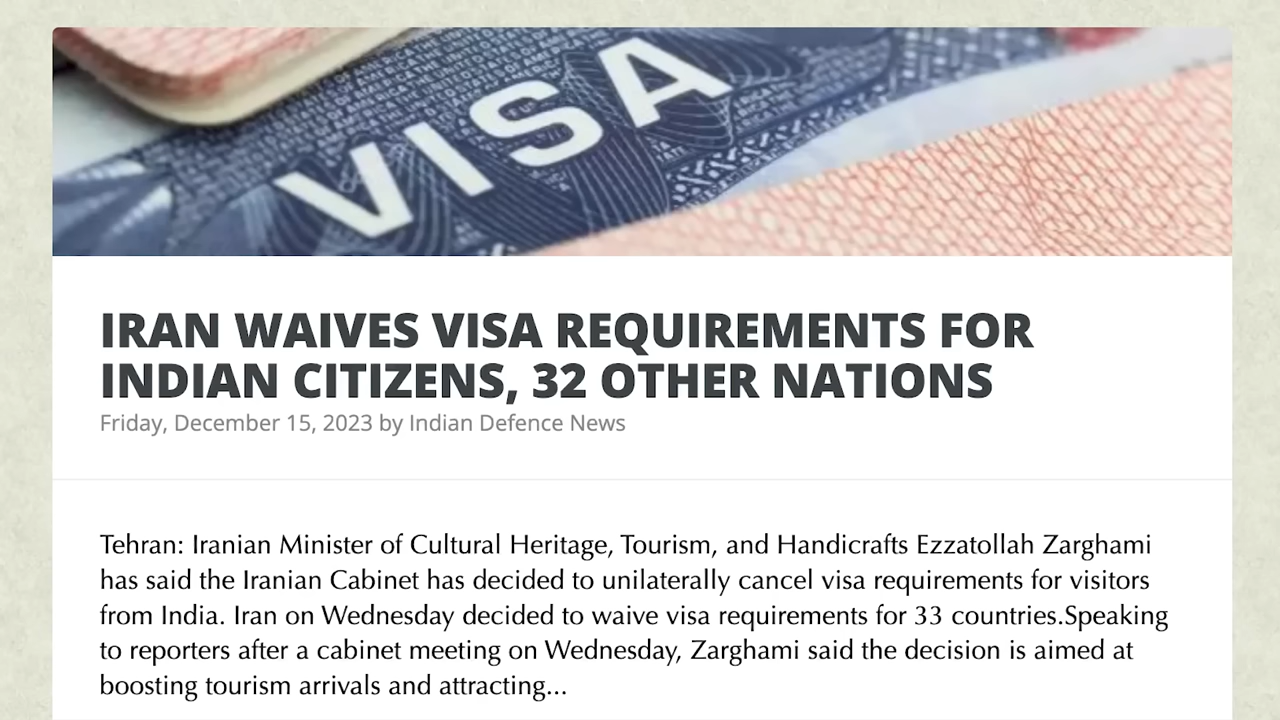 VISA
IRAN WAIVES VISA REQUIREMENTS FOR
INDIAN CITIZENS, 32 OTHER NATIONS
Friday, December 15, 2023 by Indian Defence News
Tehran: Iranian Minister of Cultural Heritage, Tourism, and Handicrafts Ezzatollah Zarghami
has said the Iranian Cabinet has decided to unilaterally cancel visa requirements for visitors
from India. Iran on Wednesday decided to waive visa requirements for 33 countries.Speaking
to reporters after a cabinet meeting on Wednesday, Zarghami said the decision is aimed at
boosting tourism arrivals and attracting...